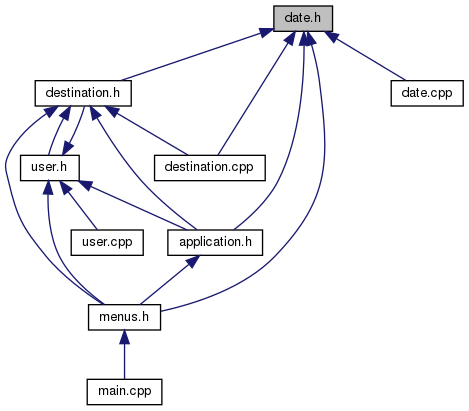 date.h
destination.h
date.cpp
user.h
destination.cpp
user.cpp
application.h
menus.h
main.cpp